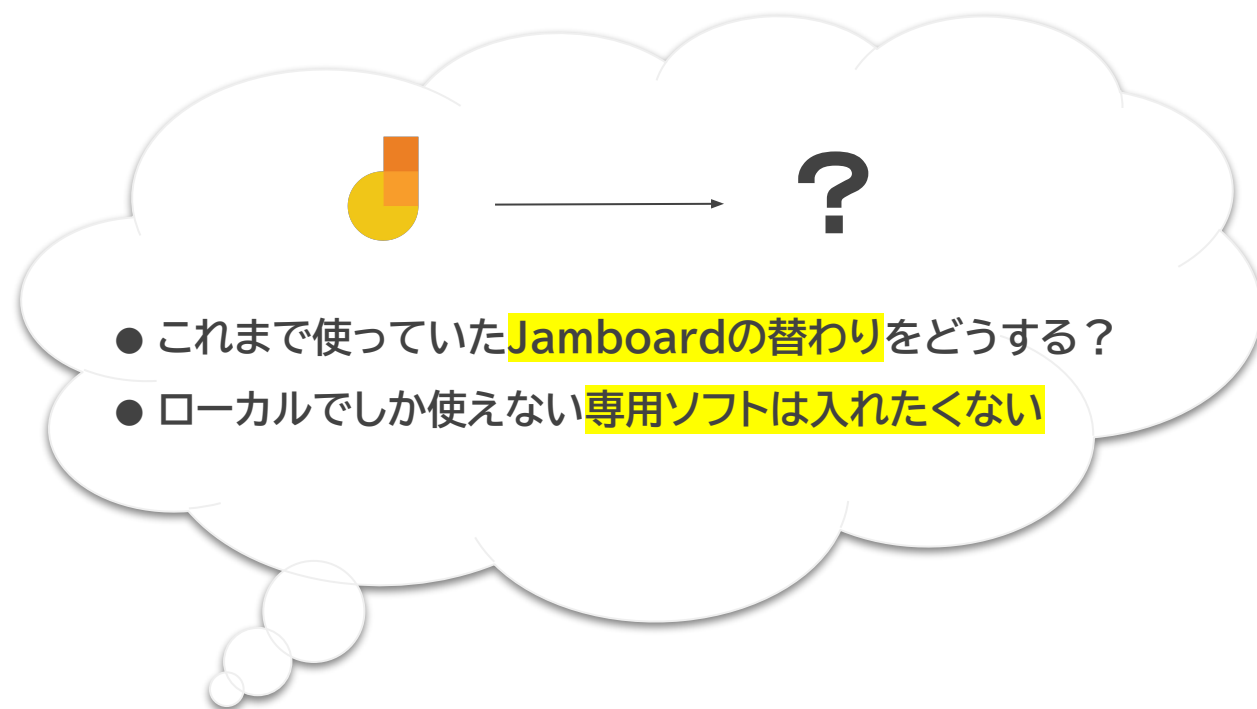 ?
● これまで使っていたJamboardの替わりをどうする？
● ローカルでしか使えない専用ソフトは入れたくない